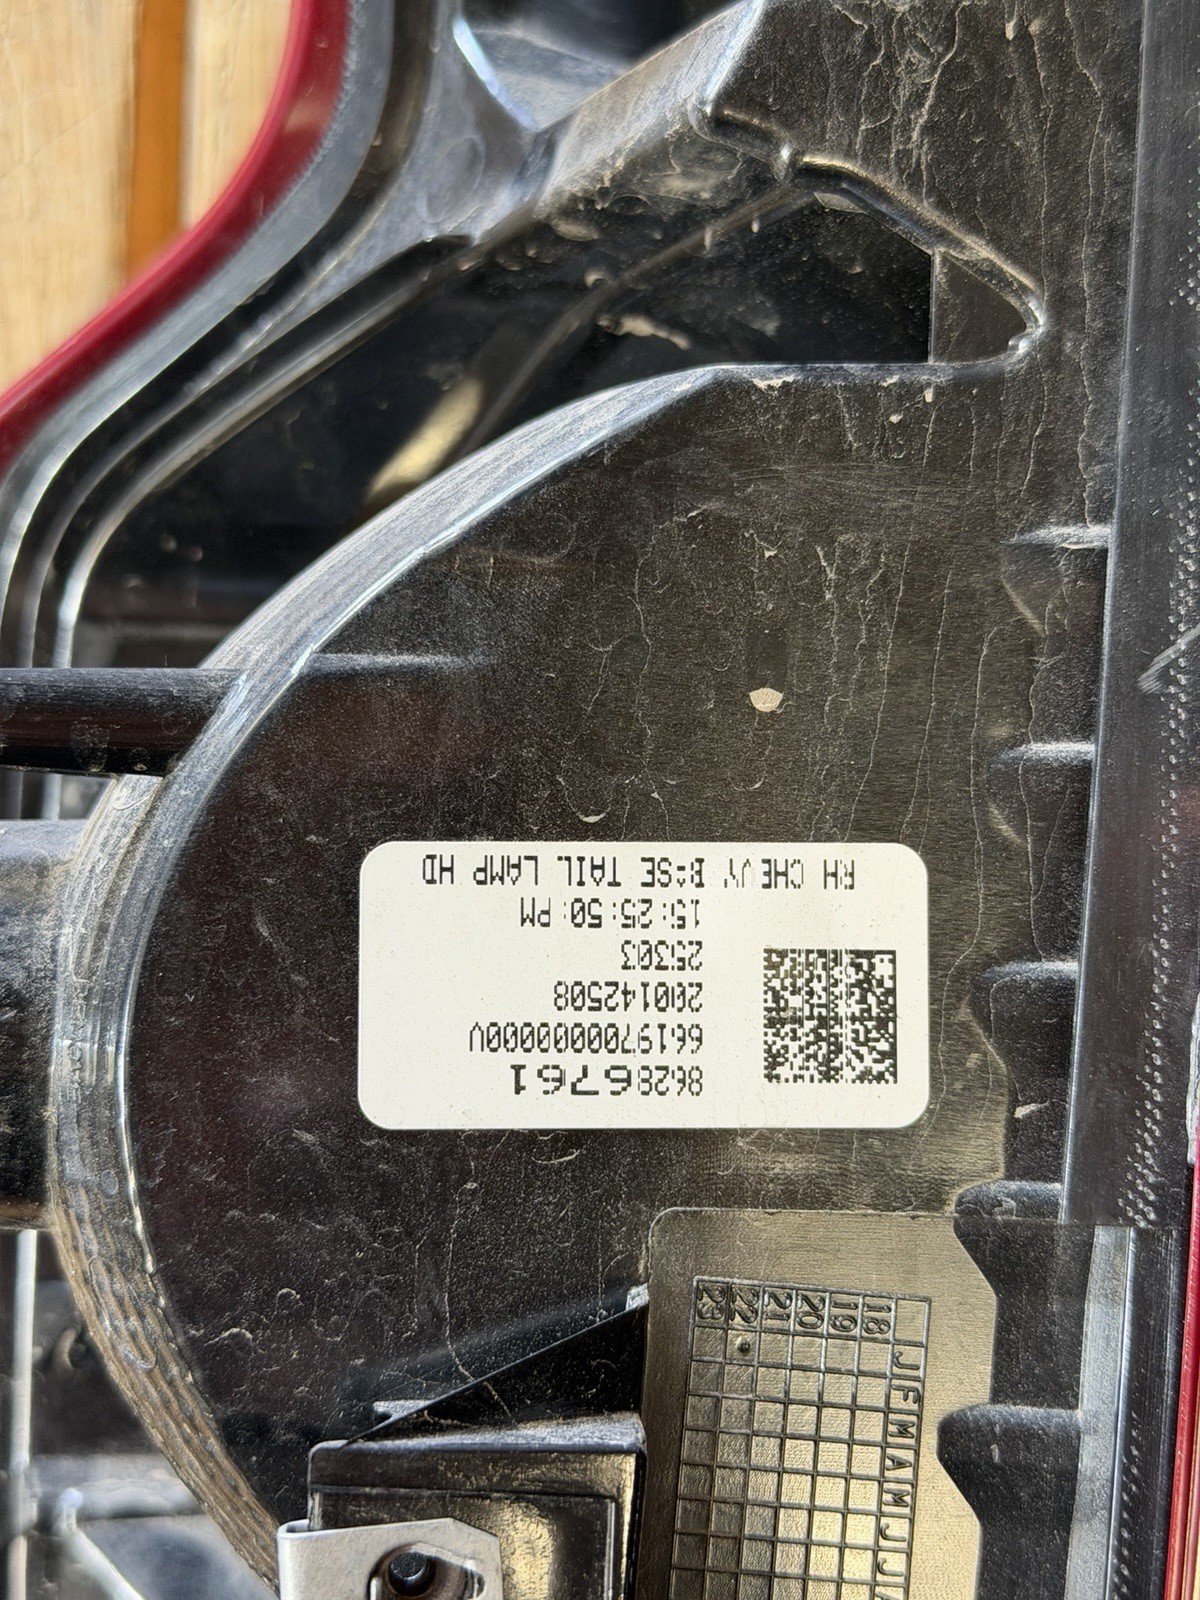 86286761
661970000000000V
200142508
25303
15:25:50:PM
RH CHEVY BASE TAIL LAMP HD
J F M A M J J A
18
19
20
21
22
23